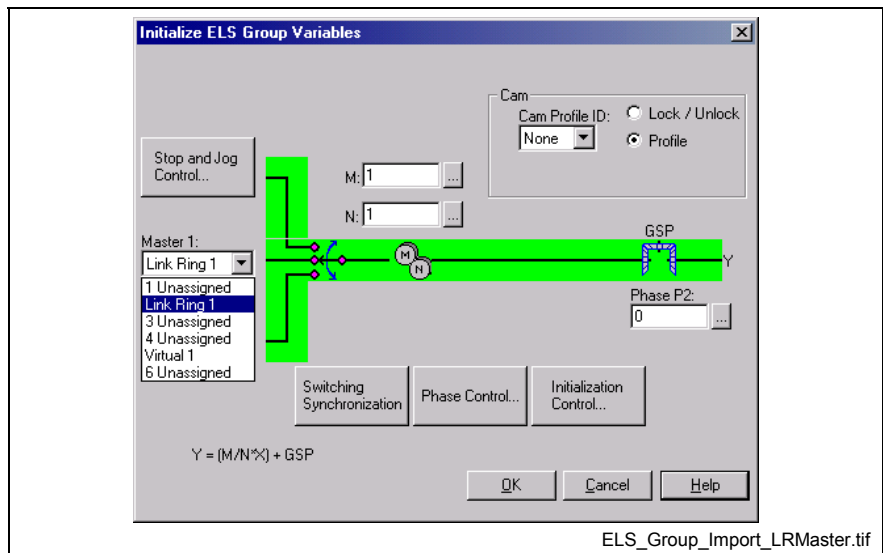 Initialize ELS Group Variables
Cam
Cam Profile ID:
None
Lock / Unlock
Profile
Stop and Jog
Control...
M: 1
...
N: 1
...
Master 1:
Link Ring 1
1 Unassigned
Link Ring 1
3 Unassigned
4 Unassigned
Virtual 1
6 Unassigned
M
N
GSP
Y
Phase P2:
0
...
Switching
Synchronization
Phase Control...
Initialization
Control...
Y = (M/N*X) + GSP
OK
Cancel
Help
ELS_Group_Import_LRMaster.tif